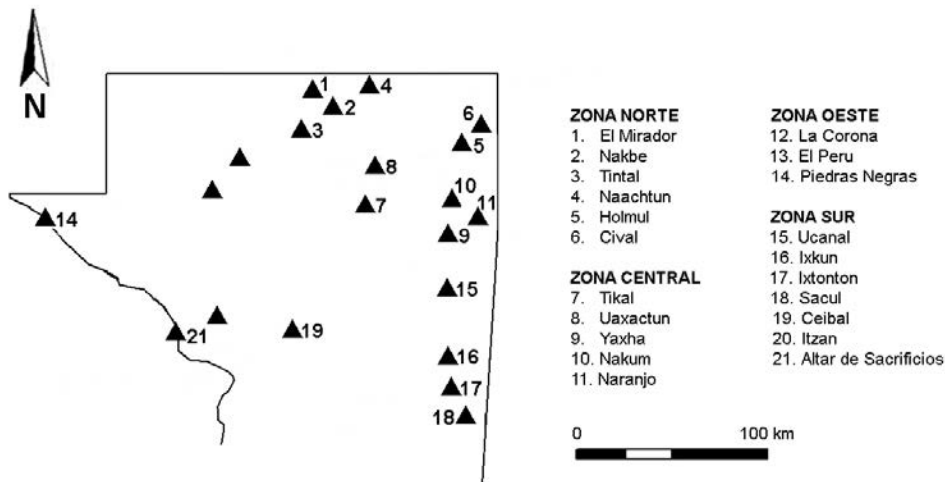 N
1
4
2
3
6
5
8
10
7
11
14
9
15
19
21
16
17
18
ZONA NORTE
1. El Mirador
2. Nakbe
3. Tintal
4. Naachtun
5. Holmul
6. Cival
ZONA CENTRAL
7. Tikal
8. Uaxactun
9. Yaxha
10. Nakum
11. Naranjo
ZONA OESTE
12. La Corona
13. El Peru
14. Piedras Negras
ZONA SUR
15. Ucanal
16. Ixkun
17. Ixtonton
18. Sacul
19. Ceibal
20. Itzan
21. Altar de Sacrificios
0 100 km